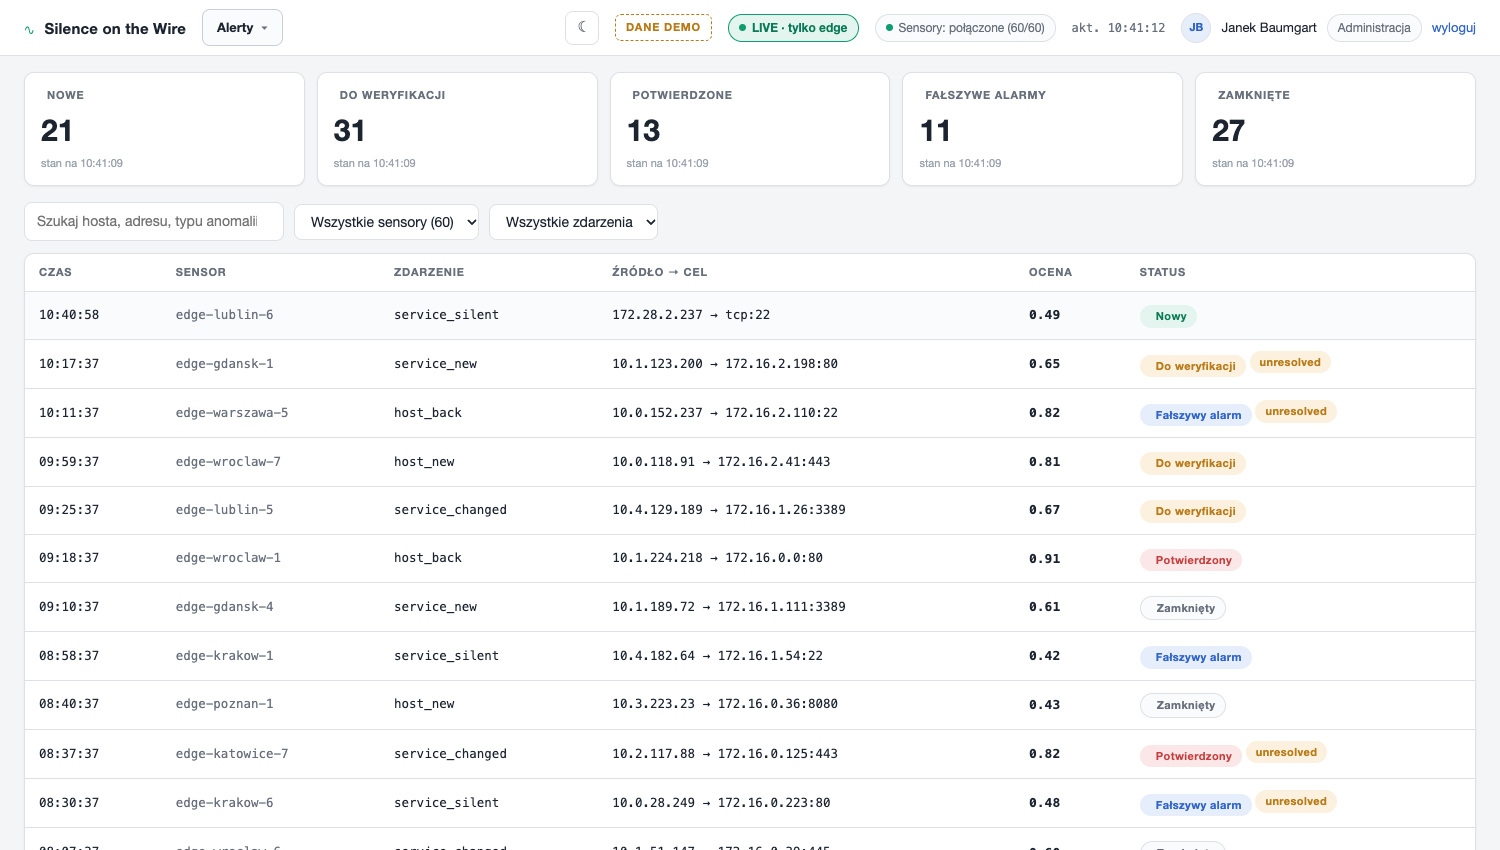 Silence on the Wire Alerty DANE DEMO LIVE · tylko edge Sensory: połączone (60/60) akt. 10:41:12 JB Janek Baumgart Administracja wyloguj
NOWE DO WERYFIKACJI POTWIERDZONE FAŁSZYWE ALARMY ZAMKNIĘTE
21 31 13 11 27
stan na 10:41:09 stan na 10:41:09 stan na 10:41:09 stan na 10:41:09 stan na 10:41:09
Szukaj hosta, adresu, typu anomalii Wszystkie sensory (60) Wszystkie zdarzenia
CZAS SENSOR ZDARZENIE ŹRÓDŁO → CEL OCENA STATUS
10:40:58 edge-lublin-6 service_silent 172.28.2.237 → tcp:22 0.49 Nowy
10:17:37 edge-gdansk-1 service_new 10.1.123.200 → 172.16.2.198:80 0.65 Do weryfikacji unresolved
10:11:37 edge-warszawa-5 host_back 10.0.152.237 → 172.16.2.110:22 0.82 Fałszywy alarm unresolved
09:59:37 edge-wroclaw-7 host_new 10.0.118.91 → 172.16.2.41:443 0.81 Do weryfikacji
09:25:37 edge-lublin-5 service_changed 10.4.129.189 → 172.16.1.26:3389 0.67 Do weryfikacji
09:18:37 edge-wroclaw-1 host_back 10.1.224.218 → 172.16.0.0:80 0.91 Potwierdzony
09:10:37 edge-gdansk-4 service_new 10.1.189.72 → 172.16.1.111:3389 0.61 Zamknięty
08:58:37 edge-krakow-1 service_silent 10.4.182.64 → 172.16.1.54:22 0.42 Fałszywy alarm
08:40:37 edge-poznan-1 host_new 10.3.223.23 → 172.16.0.36:8080 0.43 Zamknięty
08:37:37 edge-katowice-7 service_changed 10.2.117.88 → 172.16.0.125:443 0.82 Potwierdzony unresolved
08:30:37 edge-krakow-6 service_silent 10.0.28.249 → 172.16.0.223:80 0.48 Fałszywy alarm unresolved